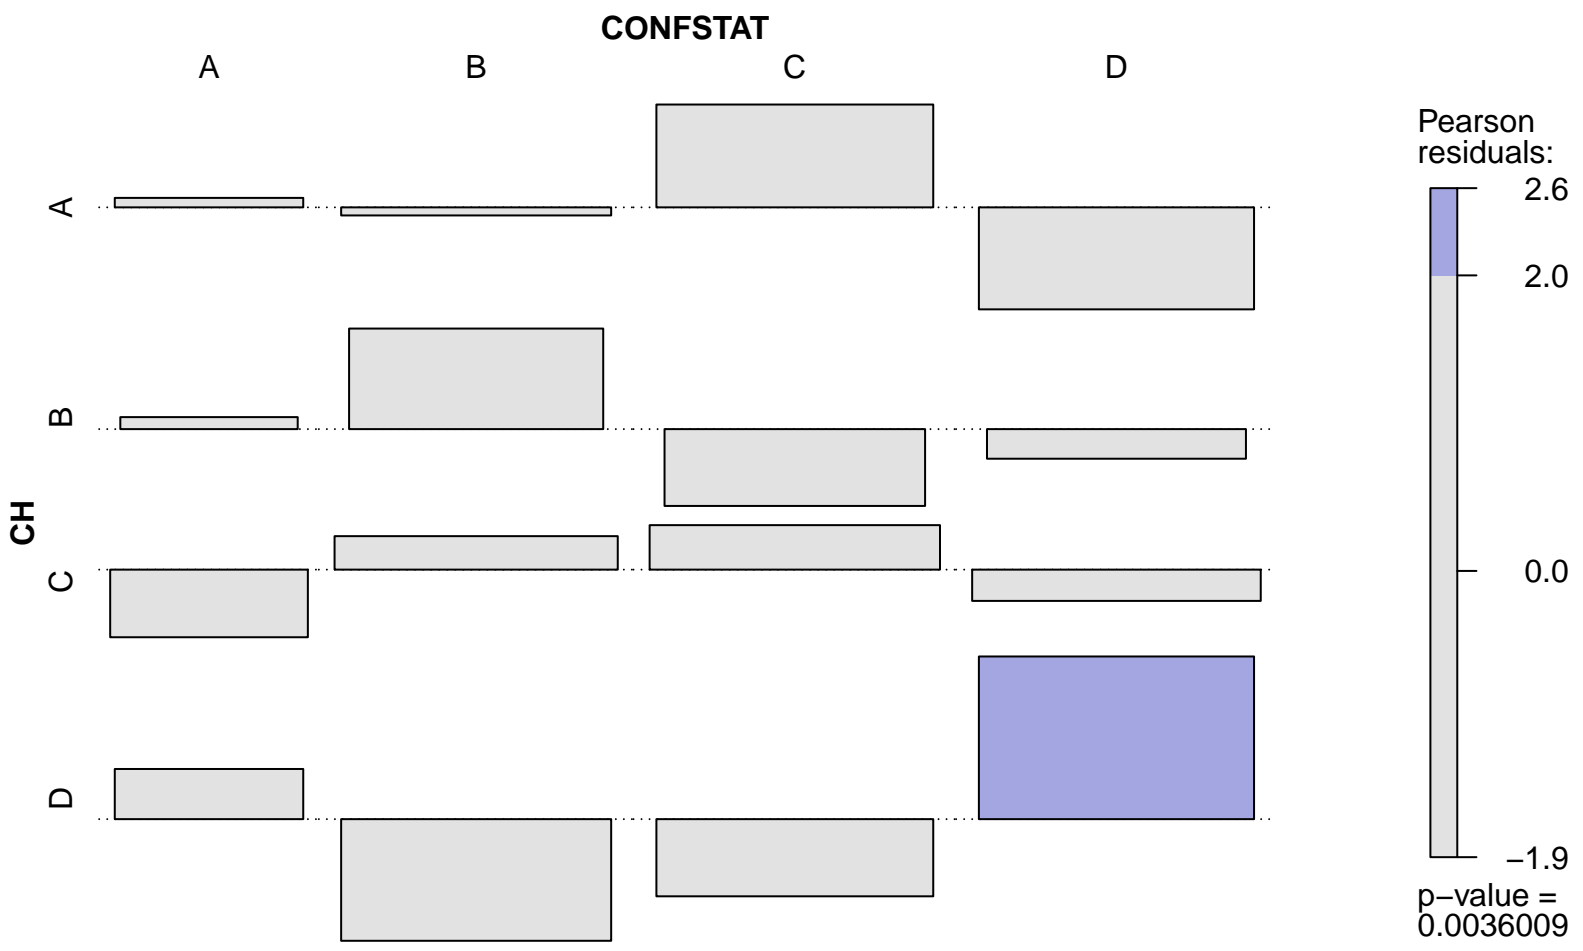 CONFSTAT
A B C D
CH
A
B
C
D
Pearson
residuals:
2.6
2.0
0.0
−1.9
p−value =
0.0036009